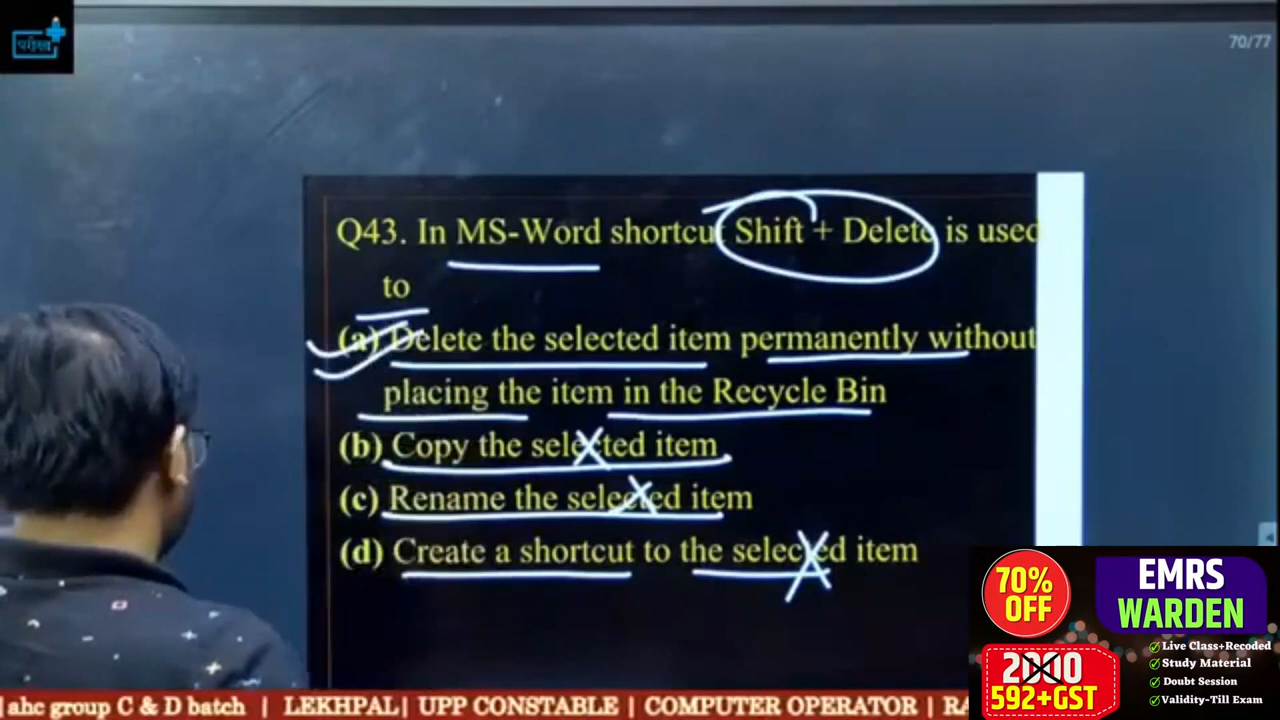 परीक्षा
70/77
Q43. In MS-Word shortcut Shift + Delete is used
to
(a) Delete the selected item permanently without
placing the item in the Recycle Bin
(b) Copy the selected item
(c) Rename the selected item
(d) Create a shortcut to the selected item
70%
OFF
EMRS
WARDEN
2000
592+GST
Live Class+Recoded
Study Material
Doubt Session
Validity-Till Exam
ahc group C & D batch | LEKHPAL | UPP CONSTABLE | COMPUTER OPERATOR | RA